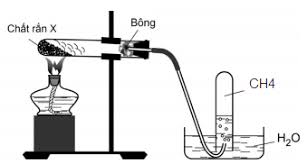 Chất rắn X
Bông
CH4
H₂O